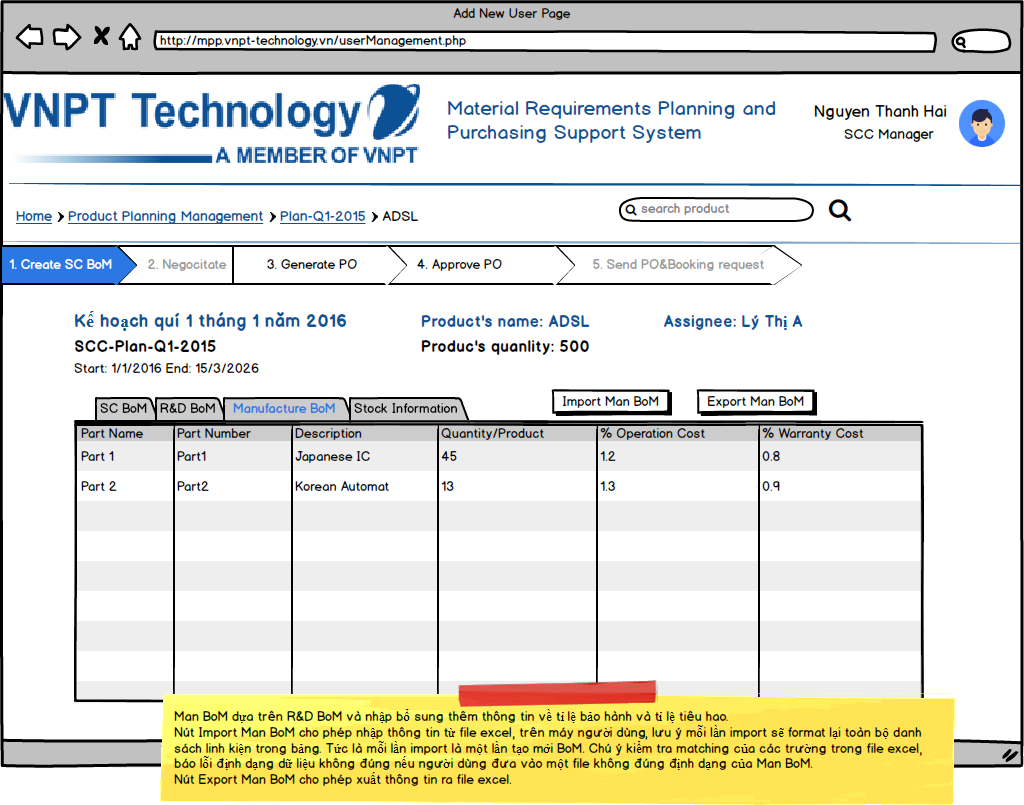 Add New User Page
http://mpp.vnpt-technology.vn/userManagement.php
VNPT Technology
A MEMBER OF VNPT
Material Requirements Planning and
Purchasing Support System
Nguyen Thanh Hai
SCC Manager
Home Product Planning Management Plan-Q1-2015 ADSL
search product
1. Create SC BoM 2. Negocitate 3. Generate PO 4. Approve PO 5. Send PO&Booking request
Kế hoạch quí 1 tháng 1 năm 2016 Product's name: ADSL Assignee: Lý Thị A
SCC-Plan-Q1-2015 Produc's quanlity: 500
Start: 1/1/2016 End: 15/3/2026
Import Man BoM Export Man BoM
SC BoM R&D BoM Manufacture BoM Stock Information
Part Name Part Number Description Quantity/Product % Operation Cost % Warranty Cost
Part 1 Part1 Japanese IC 45 1.2 0.8
Part 2 Part2 Korean Automat 13 1.3 0.9
Man BoM dựa trên R&D BoM và nhập bổ sung thêm thông tin về tỉ lệ bảo hành và tỉ lệ tiêu hao.
Nút Import Man BoM cho phép nhập thông tin từ file excel, trên máy người dùng, lưu ý mỗi lần import sẽ format lại toàn bộ danh
sách linh kiện trong bảng. Tức là mỗi lần import là một lần tạo mới BoM. Chú ý kiểm tra matching của các trường trong file excel,
báo lỗi định dạng dữ liệu không đúng nếu người dùng đưa vào một file không đúng định dạng của Man BoM.
Nút Export Man BoM cho phép xuất thông tin ra file excel.